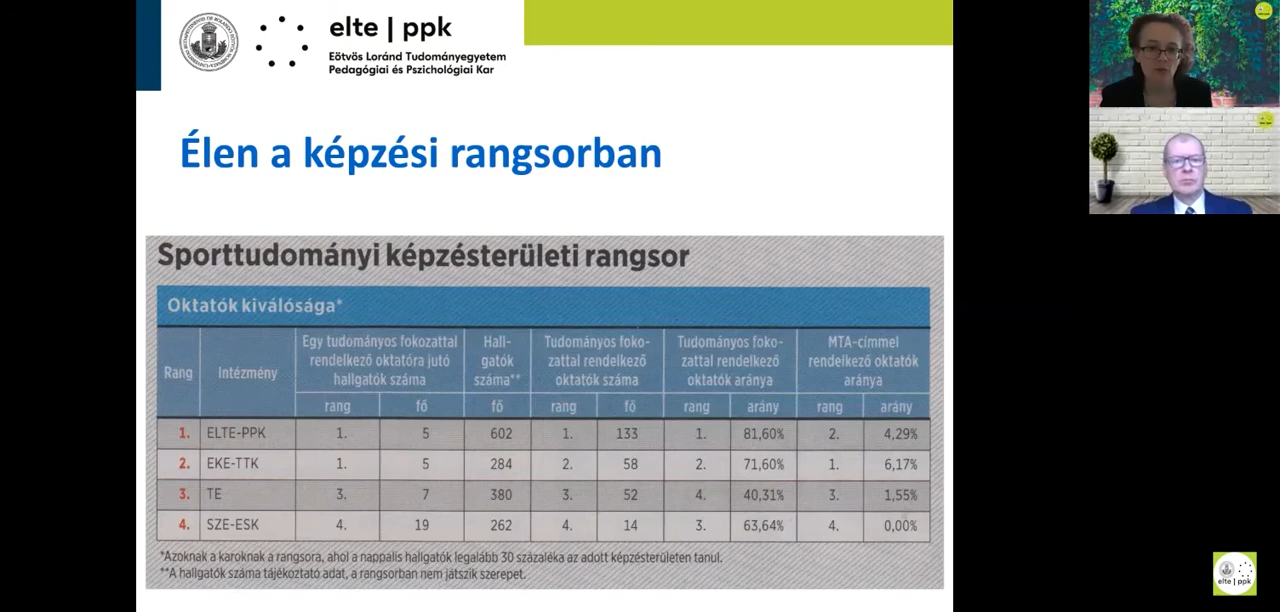 elte | ppk
Eötvös Loránd Tudományegyetem
Pedagógiai és Pszichológiai Kar
Élen a képzési rangsorban
Sporttudományi képzésterületi rangsor
Oktatók kiválósága*
Rang Intézmény Egy tudományos fokozattal rendelkező oktatóra jutó hallgatók száma Hall-gatók száma** Tudományos foko-zattal rendelkező oktatók száma Tudományos foko-zattal rendelkező oktatók aránya MTA-címmel rendelkező oktatók aránya
rang fő fő rang fő rang arány rang arány
1. ELTE-PPK 1. 5 602 1. 133 1. 81,60% 2. 4,29%
2. EKE-TTK 1. 5 284 2. 58 2. 71,60% 1. 6,17%
3. TE 3. 7 380 3. 52 4. 40,31% 3. 1,55%
4. SZE-ESK 4. 19 262 4. 14 3. 63,64% 4. 0,00%
*Azoknak a karoknak a rangsora, ahol a nappalis hallgatók legalább 30 százaléka az adott képzésterületen tanul.
**A hallgatók száma tájékoztató adat, a rangsorban nem játszik szerepet.
elte | ppk